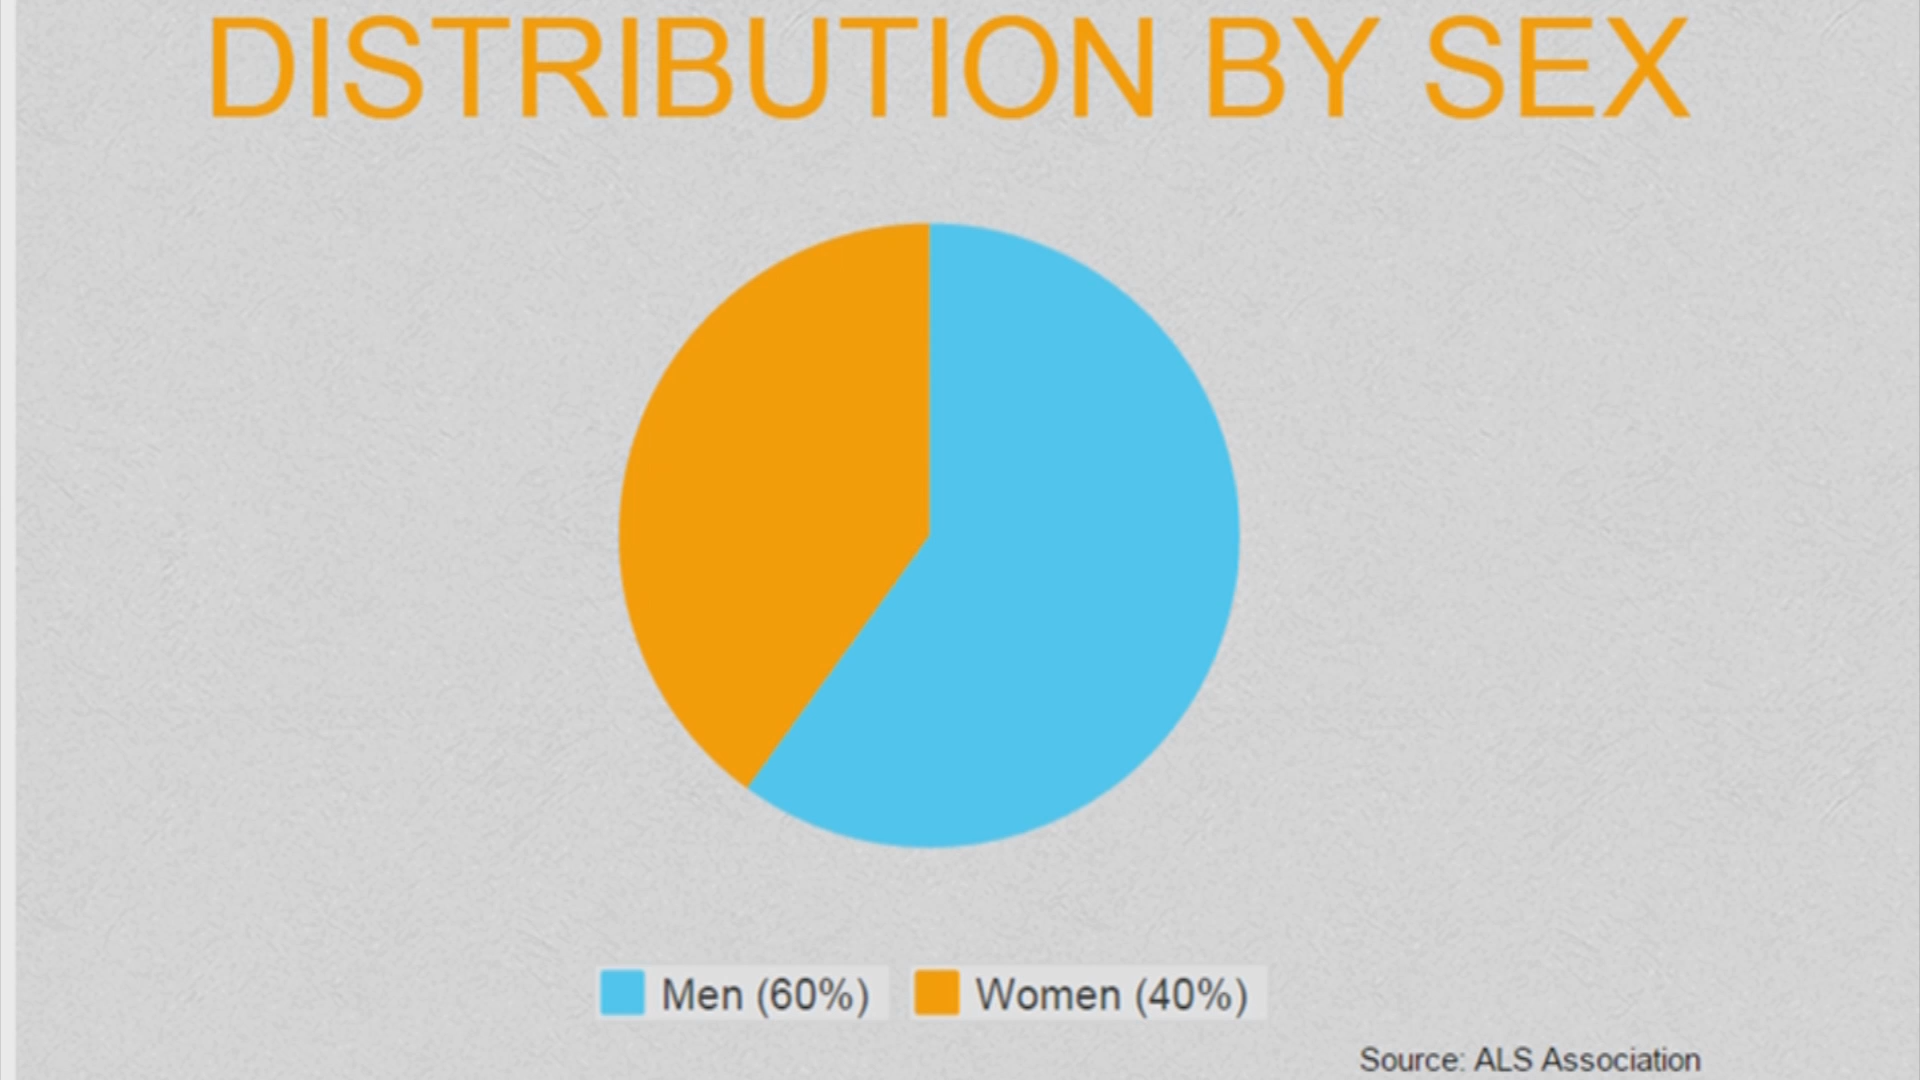 DISTRIBUTION BY SEX
Men (60%) Women (40%)
Source: ALS Association